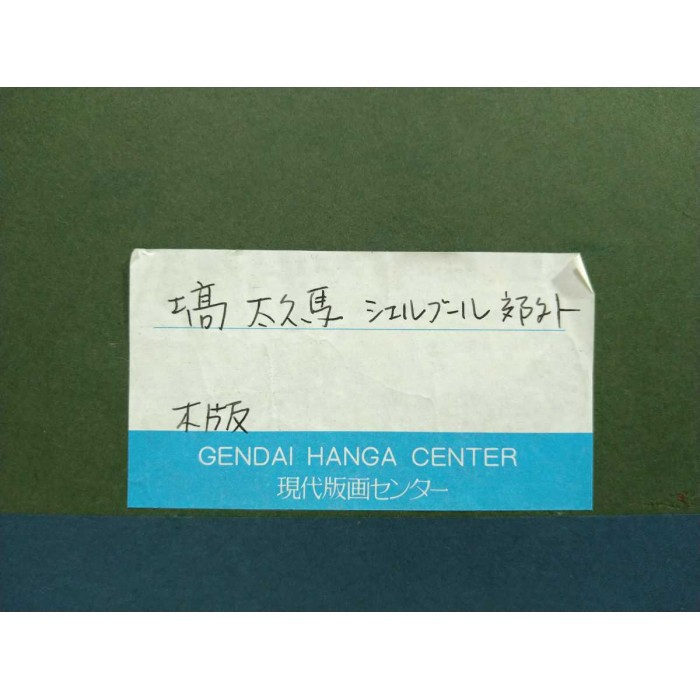 塙 太久馬 シェルブール 郊外
木版
GENDAI HANGA CENTER
現代版画センター